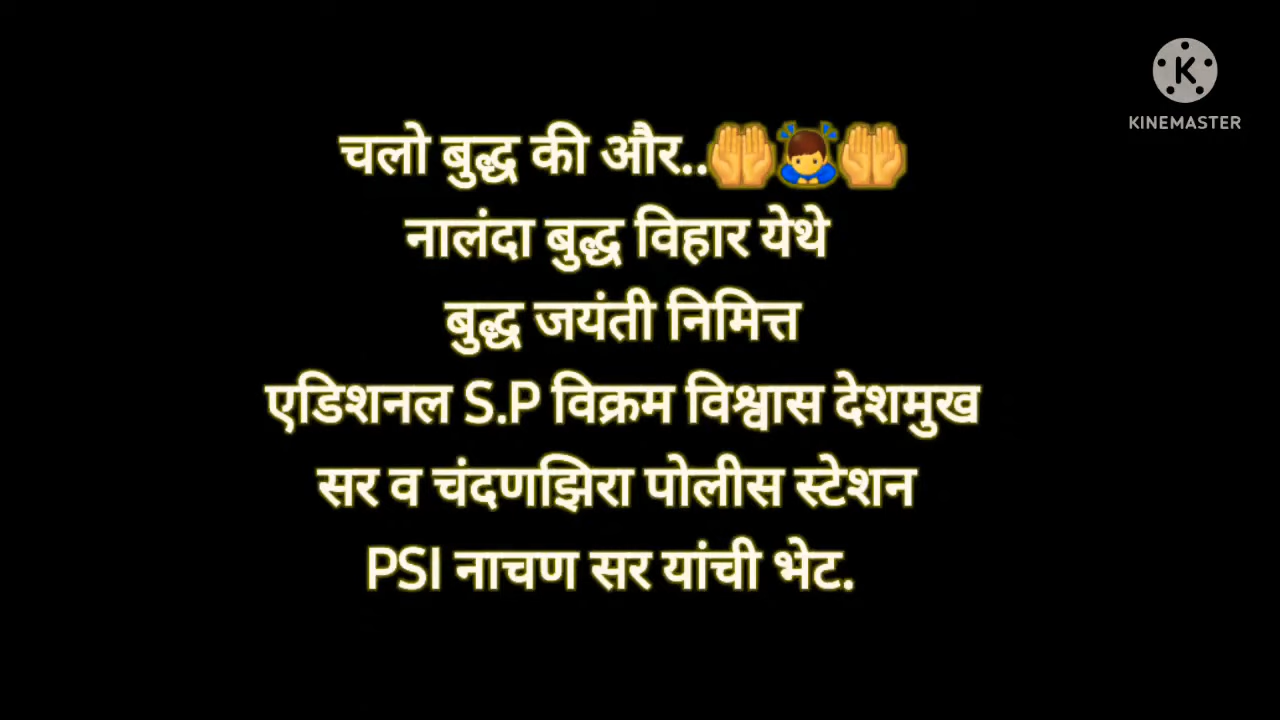 चलो बुद्ध की और..🤲🙇‍♂️🤲
नालंदा बुद्ध विहार येथे
बुद्ध जयंती निमित्त
एडिशनल S.P विक्रम विश्वास देशमुख
सर व चंदणझिरा पोलीस स्टेशन
PSI नाचण सर यांची भेट.
K
KINEMASTER